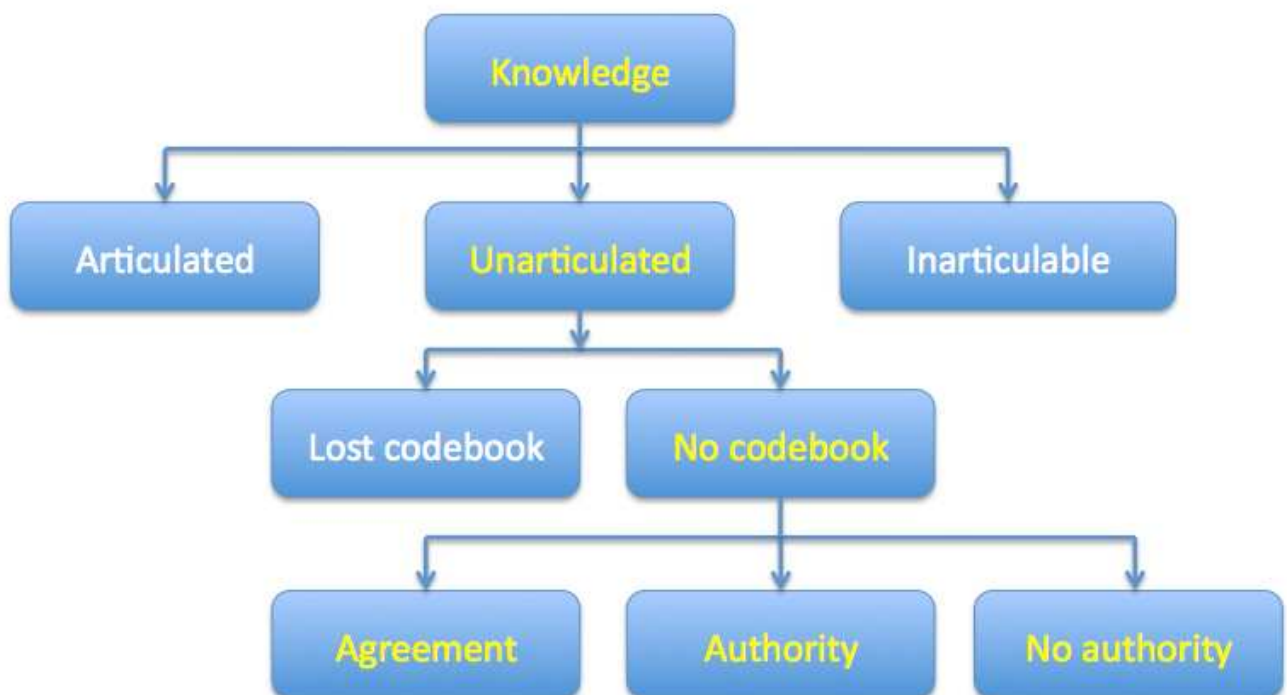 Knowledge
Articulated
Unarticulated
Inarticulable
Lost codebook
No codebook
Agreement
Authority
No authority